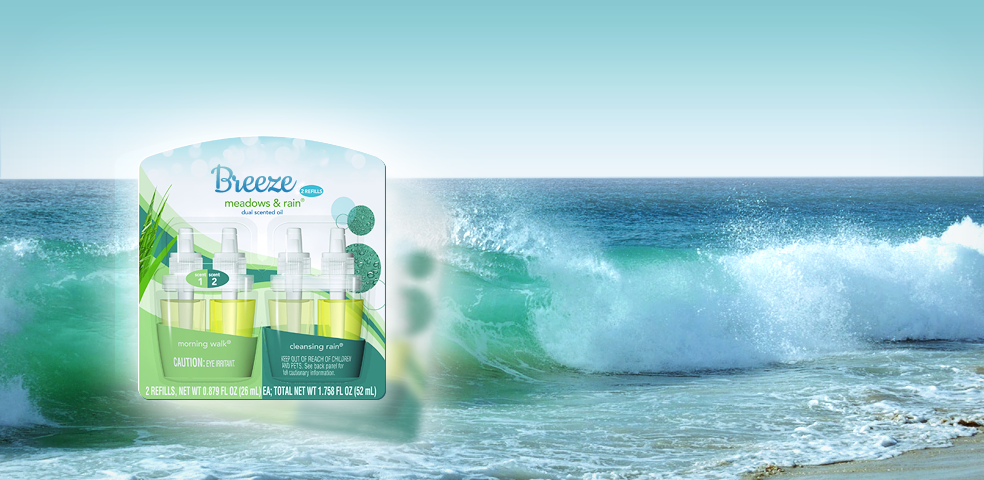 Breeze
2 REFILLS
meadows & rain®
dual scented oil
scent 1 scent 2
morning walk®
cleansing rain®
CAUTION: EYE IRRITANT
KEEP OUT OF REACH OF CHILDREN
AND PETS. See back panel for
full cautionary information.
2 REFILLS, NET WT 0.879 FL OZ (26 mL) EA; TOTAL NET WT 1.758 FL OZ (52 mL)